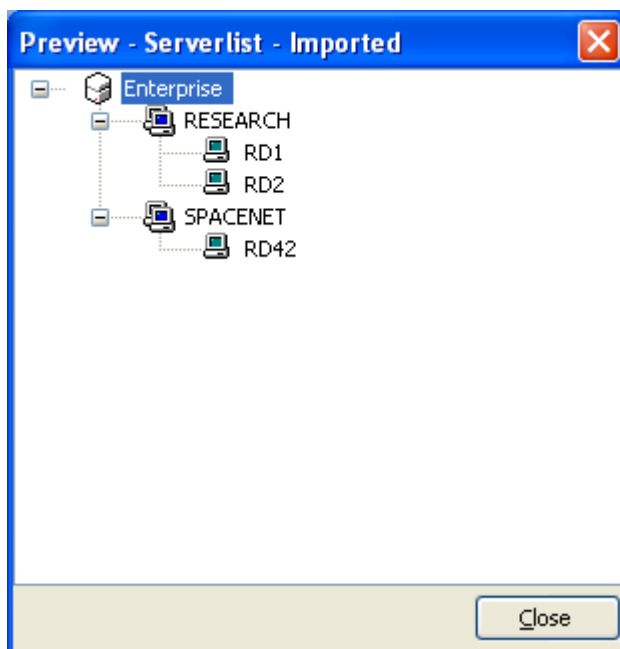 Preview - Serverlist - Imported
Enterprise
RESEARCH
RD1
RD2
SPACENET
RD42
Close